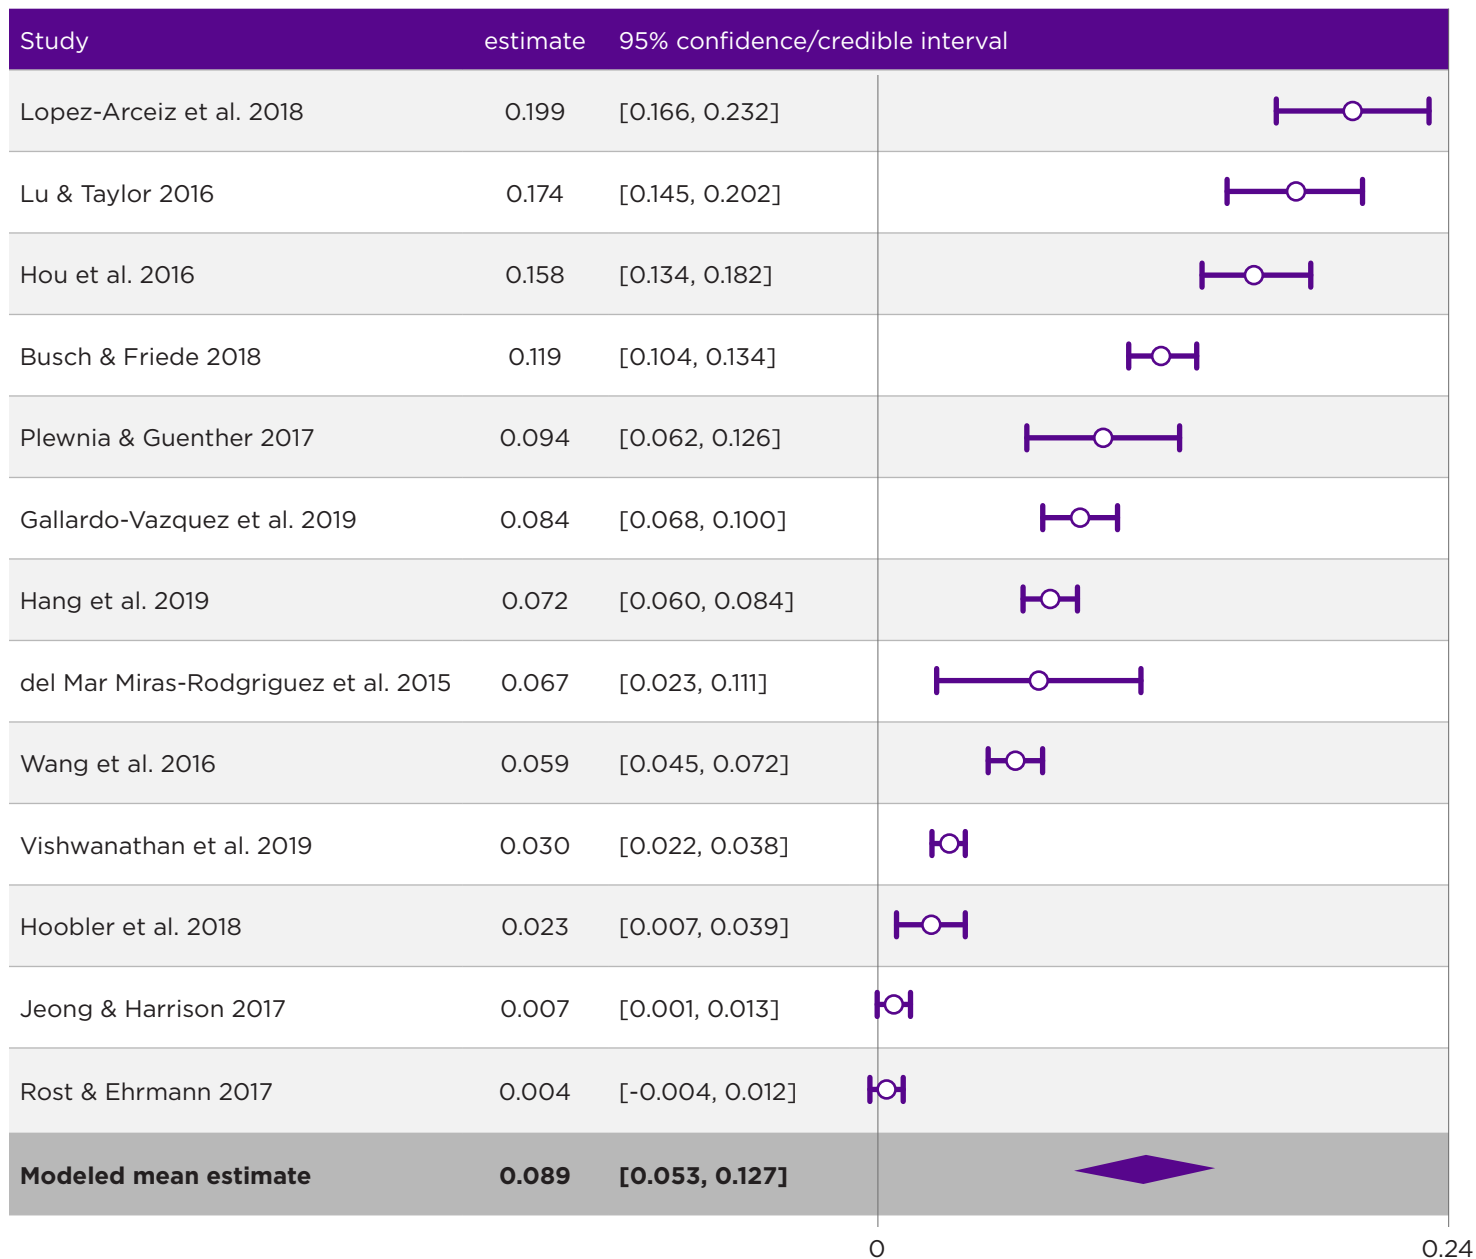 Study estimate 95% confidence/credible interval
Lopez-Arceiz et al. 2018 0.199 [0.166, 0.232]
Lu & Taylor 2016 0.174 [0.145, 0.202]
Hou et al. 2016 0.158 [0.134, 0.182]
Busch & Friede 2018 0.119 [0.104, 0.134]
Plewnia & Guenther 2017 0.094 [0.062, 0.126]
Gallardo-Vazquez et al. 2019 0.084 [0.068, 0.100]
Hang et al. 2019 0.072 [0.060, 0.084]
del Mar Miras-Rodgriguez et al. 2015 0.067 [0.023, 0.111]
Wang et al. 2016 0.059 [0.045, 0.072]
Vishwanathan et al. 2019 0.030 [0.022, 0.038]
Hoobler et al. 2018 0.023 [0.007, 0.039]
Jeong & Harrison 2017 0.007 [0.001, 0.013]
Rost & Ehrmann 2017 0.004 [-0.004, 0.012]
Modeled mean estimate 0.089 [0.053, 0.127]
0 0.24